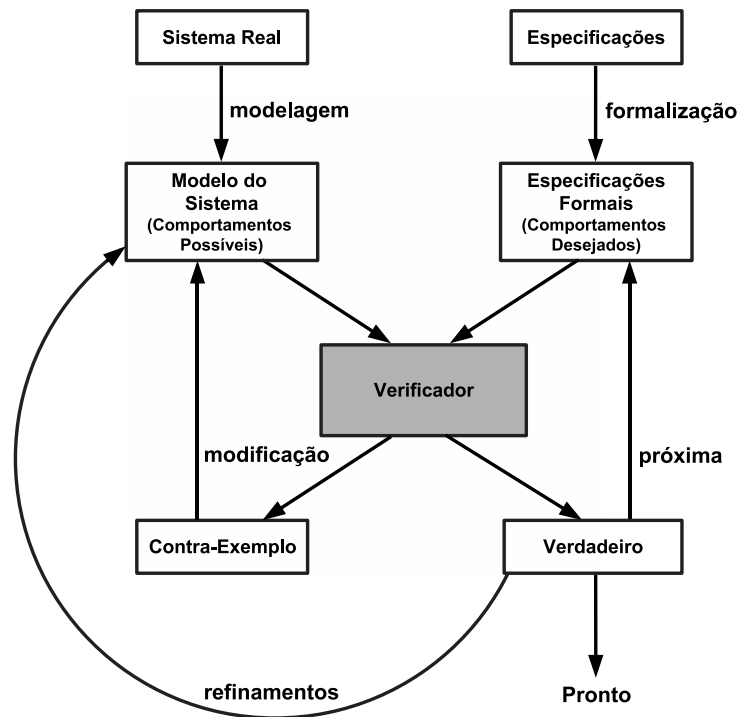 Sistema Real
Especificações
modelagem
formalização
Modelo do
Sistema
(Comportamentos
Possíveis)
Especificações
Formais
(Comportamentos
Desejados)
Verificador
modificação
próxima
Contra-Exemplo
Verdadeiro
refinamentos
Pronto